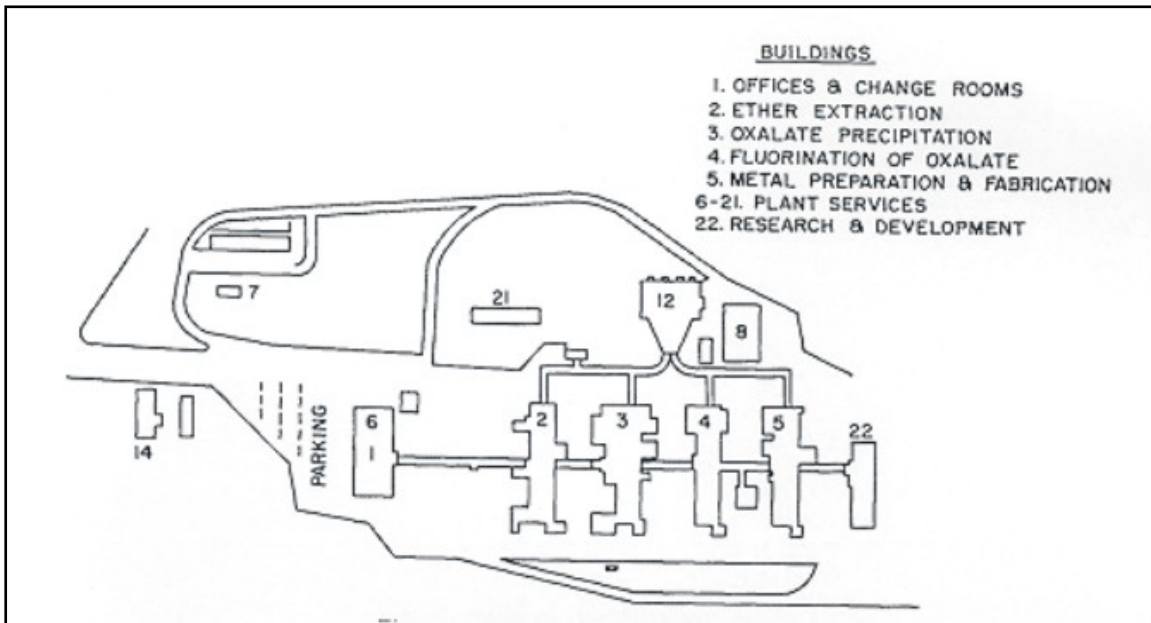 BUILDINGS
1. OFFICES & CHANGE ROOMS
2. ETHER EXTRACTION
3. OXALATE PRECIPITATION
4. FLUORINATION OF OXALATE
5. METAL PREPARATION & FABRICATION
6-21. PLANT SERVICES
22. RESEARCH & DEVELOPMENT
7
21
12
8
14
PARKING
6
1
2
3
4
5
22